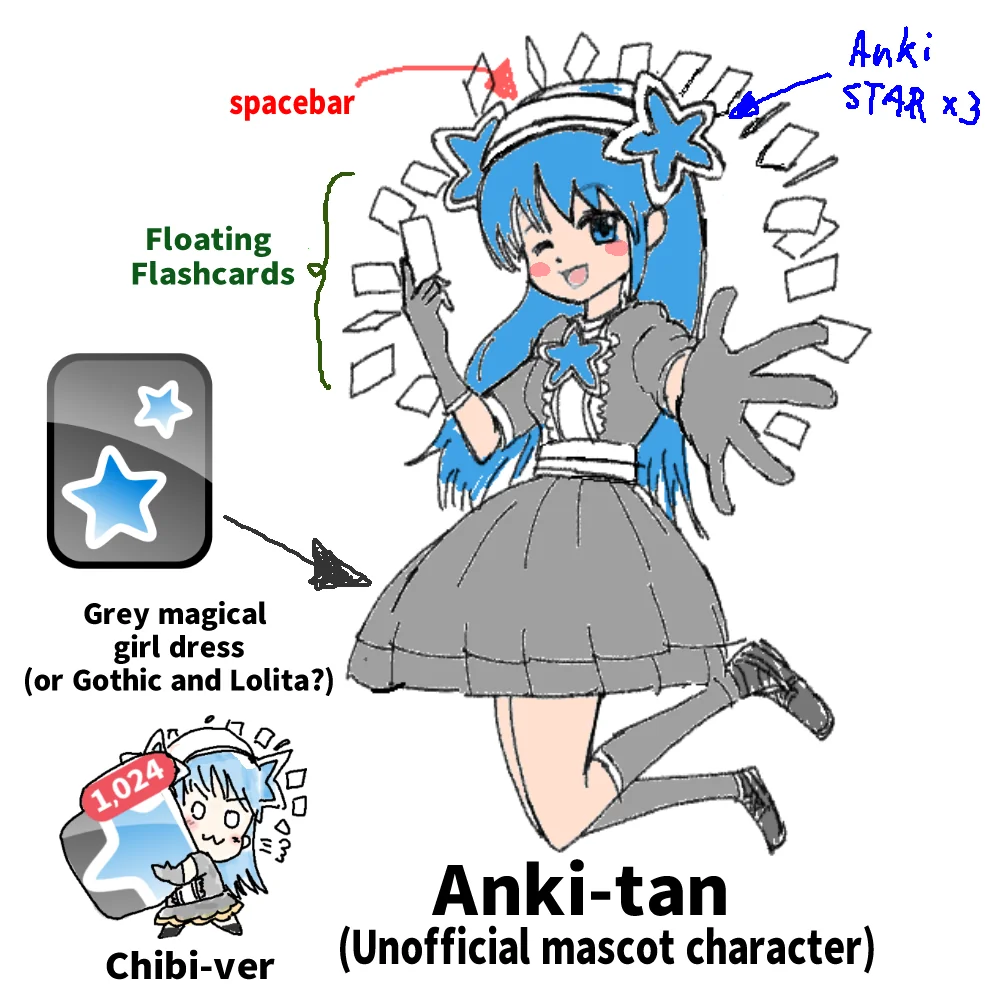 Anki
STAR x3
spacebar
Floating
Flashcards
Grey magical
girl dress
(or Gothic and Lolita?)
1,024
Chibi-ver
Anki-tan
(Unofficial mascot character)